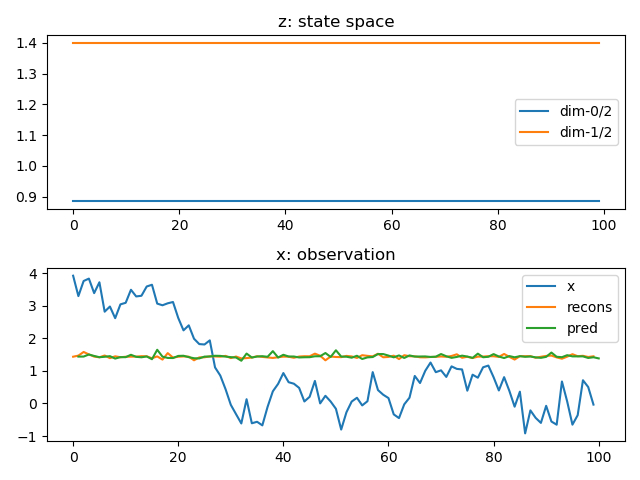 z: state space
1.4
1.3
1.2
1.1
1.0
0.9
dim-0/2
dim-1/2
0 20 40 60 80 100
x: observation
4
3
2
1
0
−1
x
recons
pred
0 20 40 60 80 100